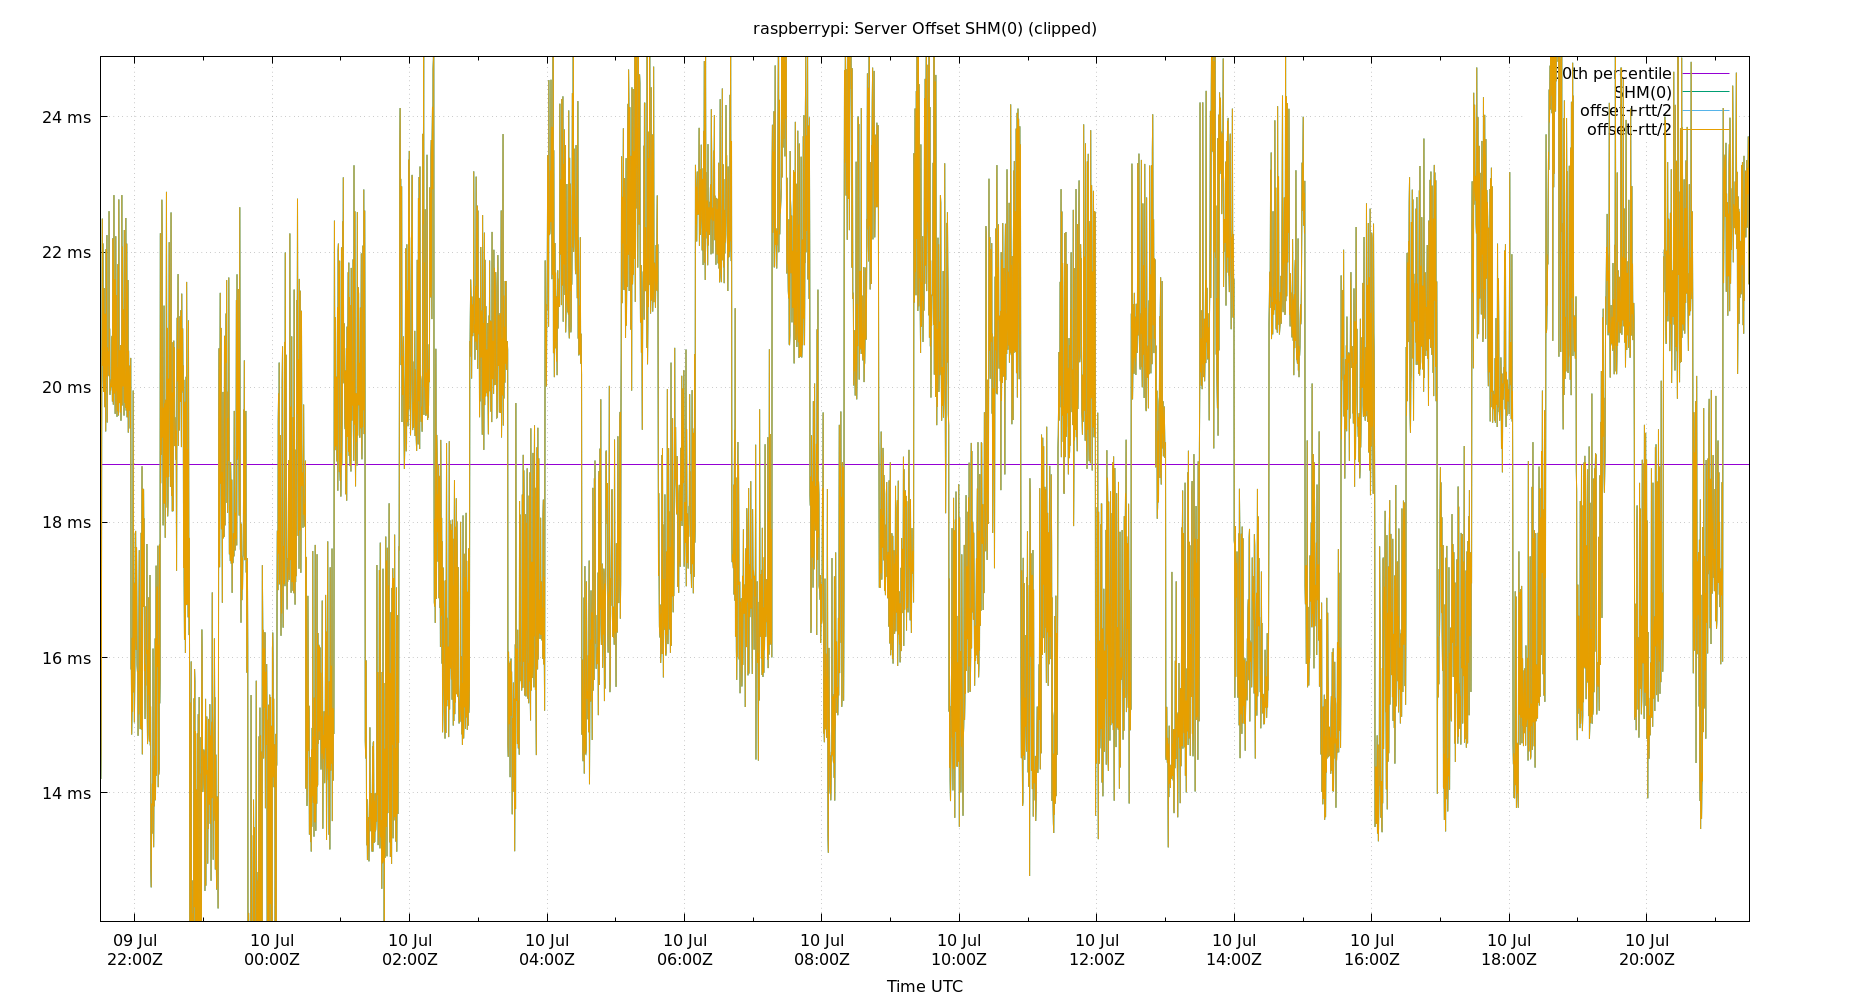 raspberrypi: Server Offset SHM(0) (clipped)
50th percentile
SHM(0)
offset+rtt/2
offset-rtt/2
24 ms
22 ms
20 ms
18 ms
16 ms
14 ms
09 Jul 10 Jul 10 Jul 10 Jul 10 Jul 10 Jul 10 Jul 10 Jul 10 Jul 10 Jul 10 Jul 10 Jul
22:00Z 00:00Z 02:00Z 04:00Z 06:00Z 08:00Z 10:00Z 12:00Z 14:00Z 16:00Z 18:00Z 20:00Z
Time UTC